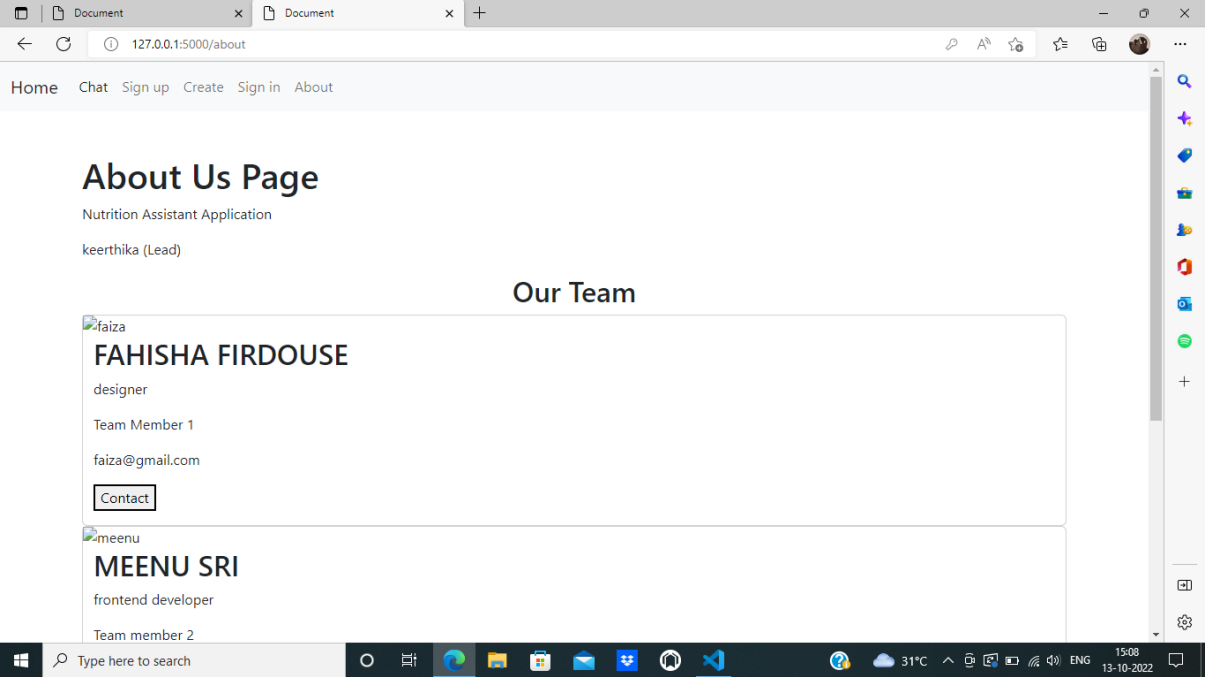 Document
Document
127.0.0.1:5000/about
Home Chat Sign up Create Sign in About
About Us Page
Nutrition Assistant Application
keerthika (Lead)
Our Team
faiza
FAHISHA FIRDOUSE
designer
Team Member 1
faiza@gmail.com
Contact
meenu
MEENU SRI
frontend developer
Team member 2
Type here to search
31°C
ENG
15:08
13-10-2022